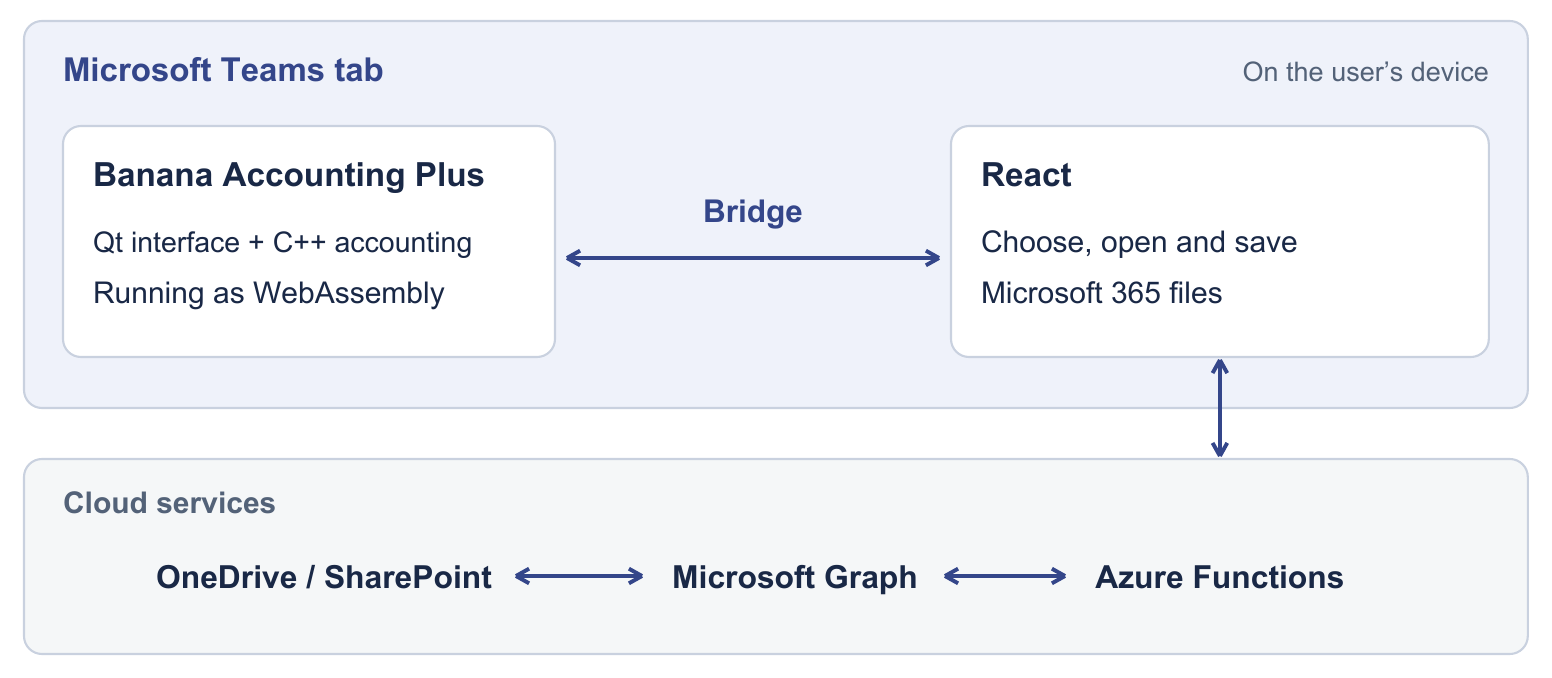 Microsoft Teams tab
On the user’s device
Banana Accounting Plus
Qt interface + C++ accounting
Running as WebAssembly
Bridge
React
Choose, open and save
Microsoft 365 files
Cloud services
OneDrive / SharePoint
Microsoft Graph
Azure Functions